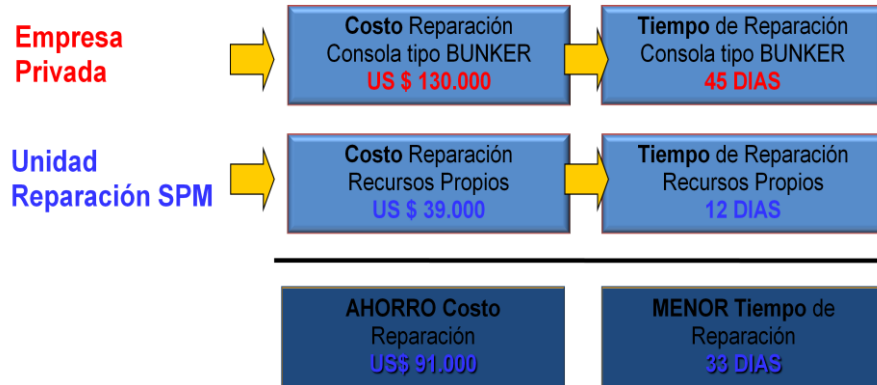 Empresa
Privada
Costo Reparación
Consola tipo BUNKER
US $ 130.000
Tiempo de Reparación
Consola tipo BUNKER
45 DIAS
Unidad
Reparación SPM
Costo Reparación
Recursos Propios
US $ 39.000
Tiempo de Reparación
Recursos Propios
12 DIAS
AHORRO Costo
Reparación
US$ 91.000
MENOR Tiempo de
Reparación
33 DIAS